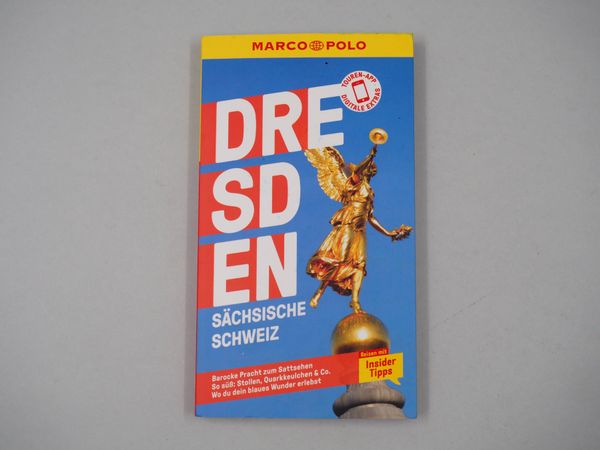 MARCO POLO
TOUREN-APP
DIGITALE EXTRAS
DRE
SD
EN
SÄCHSISCHE
SCHWEIZ
Barocke Pracht zum Sattsehen
So süß: Stollen, Quarkkeulchen & Co.
Wo du dein blaues Wunder erlebst
Reisen mit
Insider
Tipps